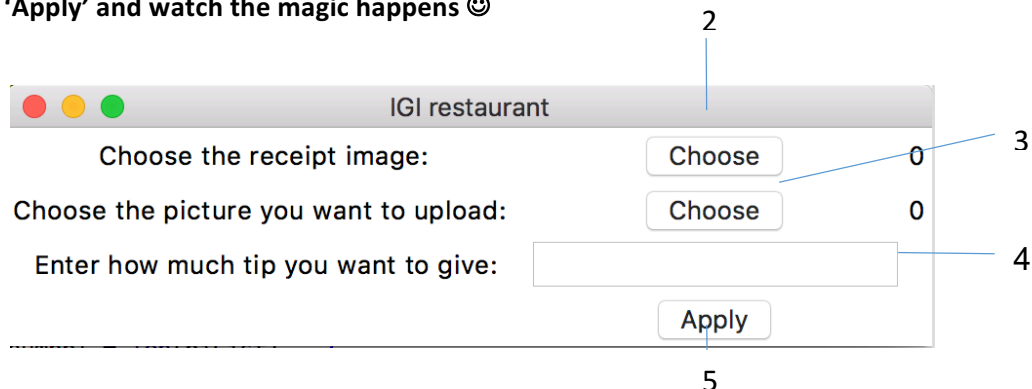 ‘Apply’ and watch the magic happens ☺
2
IGI restaurant
3
Choose the receipt image: Choose 0
Choose the picture you want to upload: Choose 0
4
Enter how much tip you want to give:
Apply
5